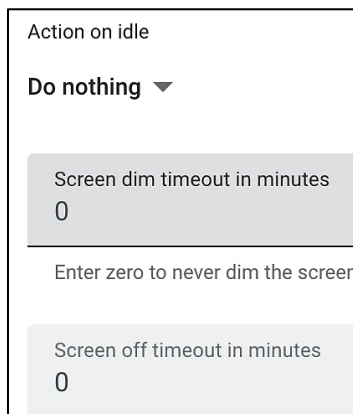 Action on idle
Do nothing
Screen dim timeout in minutes
0
Enter zero to never dim the screen
Screen off timeout in minutes
0